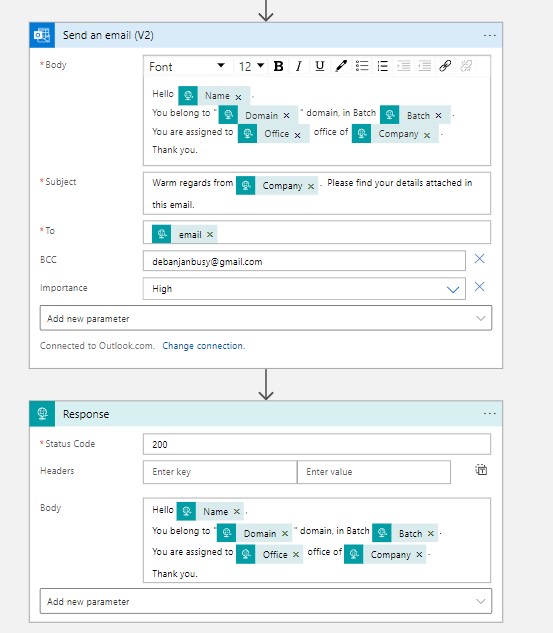 Send an email (V2)
...
*Body
Font 12 B I U
Hello Name × .
You belong to " Domain × " domain, in Batch Batch × .
You are assigned to Office × office of Company × .
Thank you.
*Subject
Warm regards from Company × . Please find your details attached in
this email.
*To
email ×
BCC
debanjanbusy@gmail.com
Importance
High
Add new parameter
Connected to Outlook.com. Change connection.
Response
...
*Status Code
200
Headers
Enter key Enter value
Body
Hello Name × .
You belong to " Domain × " domain, in Batch Batch × .
You are assigned to Office × office of Company × .
Thank you.
Add new parameter